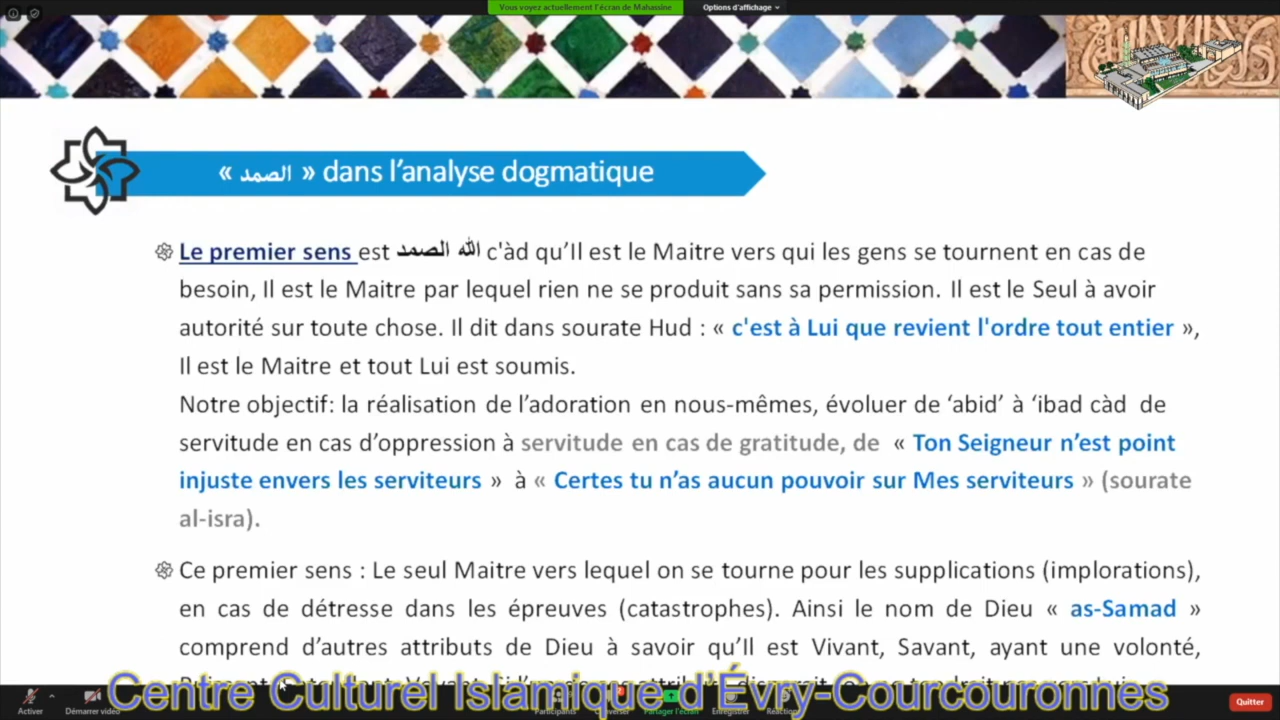 Vous voyez actuellement l'écran de Mahassine
Options d'affichage
« الصمد » dans l’analyse dogmatique
Le premier sens est الله الصمد c'àd qu’Il est le Maitre vers qui les gens se tournent en cas de
besoin, Il est le Maitre par lequel rien ne se produit sans sa permission. Il est le Seul à avoir
autorité sur toute chose. Il dit dans sourate Hud : « c'est à Lui que revient l'ordre tout entier »,
Il est le Maitre et tout Lui est soumis.
Notre objectif: la réalisation de l’adoration en nous-mêmes, évoluer de ‘abid’ à ‘ibad càd de
servitude en cas d’oppression à servitude en cas de gratitude, de « Ton Seigneur n’est point
injuste envers les serviteurs » à « Certes tu n’as aucun pouvoir sur Mes serviteurs » (sourate
al-isra).
Ce premier sens : Le seul Maitre vers lequel on se tourne pour les supplications (implorations),
en cas de détresse dans les épreuves (catastrophes). Ainsi le nom de Dieu « as-Samad »
comprend d’autres attributs de Dieu à savoir qu’Il est Vivant, Savant, ayant une volonté,
Centre Culturel Islamique d'Évry-Courcouronnes
Activer
Démarrer vidéo
Participants
Converser
Partager l'écran
Enregistrer
Réactions
Quitter